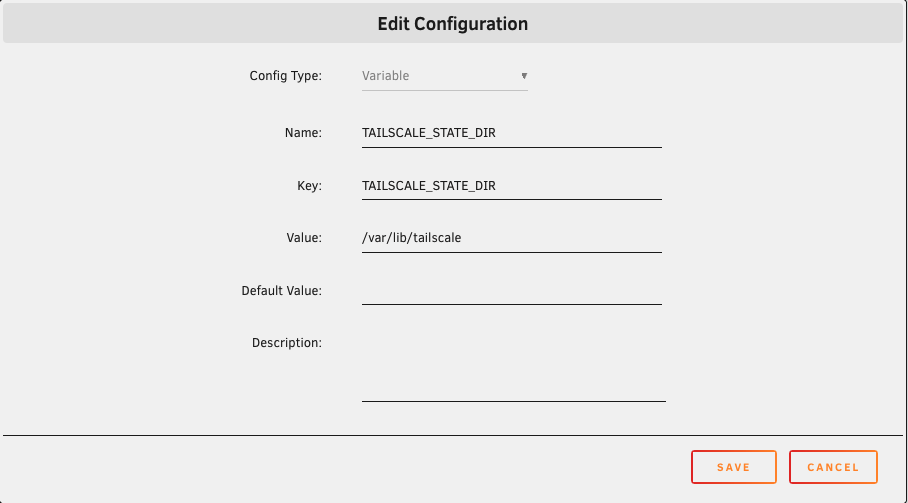 Edit Configuration
Config Type: Variable
Name: TAILSCALE_STATE_DIR
Key: TAILSCALE_STATE_DIR
Value: /var/lib/tailscale
Default Value:
Description:
SAVE CANCEL